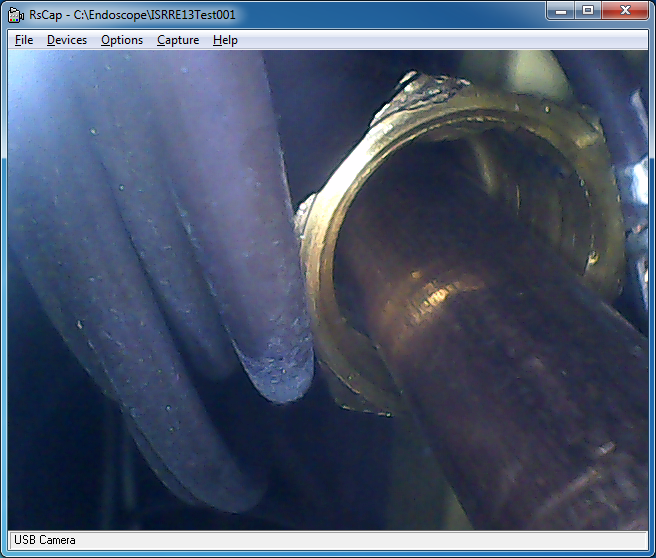 RsCap - C:\Endoscope\ISRRE13Test001
File Devices Options Capture Help
USB Camera